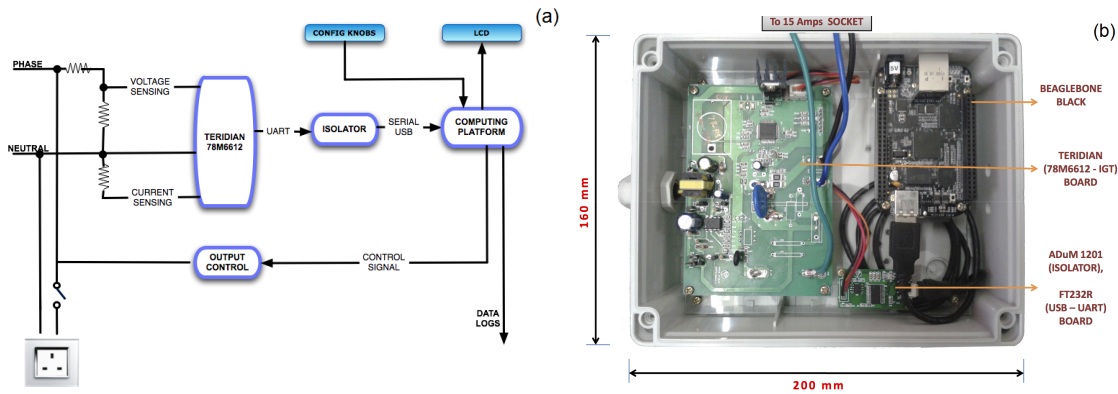 (a)
CONFIG KNOBS
LCD
PHASE
VOLTAGE
SENSING
TERIDIAN
78M6612
UART
ISOLATOR
SERIAL
USB
COMPUTING
PLATFORM
NEUTRAL
CURRENT
SENSING
OUTPUT
CONTROL
CONTROL
SIGNAL
DATA
LOGS
(b)
To 15 Amps SOCKET
5V
BEAGLEBONE
BLACK
TERIDIAN
(78M6612 - IGT)
BOARD
ADuM 1201
(ISOLATOR),
FT232R
(USB – UART)
BOARD
160 mm
200 mm